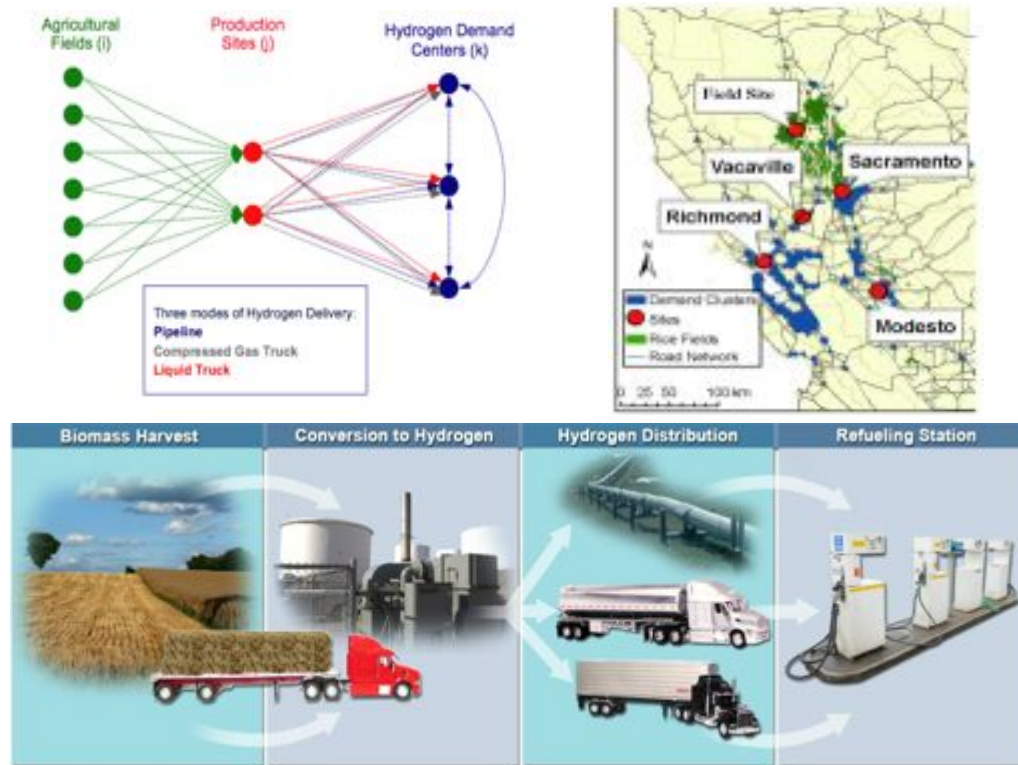 Agricultural
Fields (i)
Production
Sites (j)
Hydrogen Demand
Centers (k)
Three modes of Hydrogen Delivery:
Pipeline
Compressed Gas Truck
Liquid Truck
Field Site
Vacaville
Sacramento
Richmond
N
Demand Clusters
Sites
Rice Fields
Road Network
Modesto
0 25 50 100 km
Biomass Harvest
Conversion to Hydrogen
Hydrogen Distribution
Refueling Station